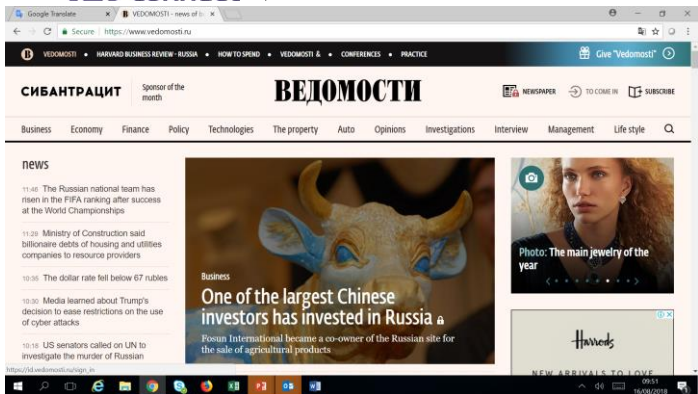 Google Translate
VEDOMOSTI - news of b
Secure
https://www.vedomosti.ru
VEDOMOSTI • HARVARD BUSINESS REVIEW - RUSSIA • HOW TO SPEND • VEDOMOSTI & • CONFERENCES • PRACTICE
Give "Vedomosti"
СИБАНТРАЦИТ
Sponsor of the
month
ВЕДОМОСТИ
NEWSPAPER
TO COME IN
SUBSCRIBE
Business Economy Finance Policy Technologies The property Auto Opinions Investigations Interview Management Life style
news
11:48 The Russian national team has
risen in the FIFA ranking after success
at the World Championships
11:28 Ministry of Construction said
billionaire debts of housing and utilities
companies to resource providers
10:36 The dollar rate fell below 67 rubles
10:30 Media learned about Trump's
decision to ease restrictions on the use
of cyber attacks
10:18 US senators called on UN to
investigate the murder of Russian
Business
One of the largest Chinese
investors has invested in Russia
Fosun International became a co-owner of the Russian site for
the sale of agricultural products
Photo: The main jewelry of the
year
Harrods
NEW ARRIVALS TO LOVE
https://id.vedomosti.ru/sign_in
09:51
16/08/2018